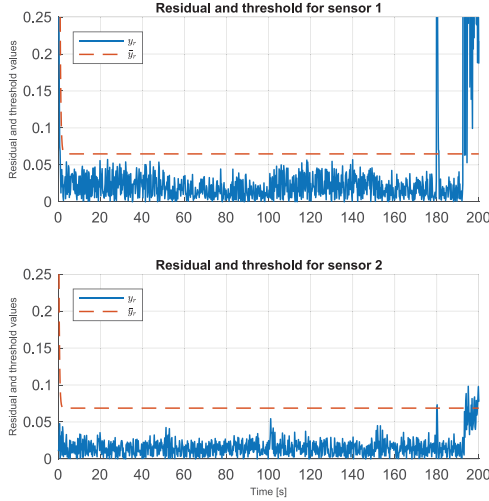 Residual and threshold for sensor 1
Residual and threshold values
0.25
0.2
0.15
0.1
0.05
0
y_r
ȳ_r
0 20 40 60 80 100 120 140 160 180 200
Residual and threshold for sensor 2
Residual and threshold values
0.25
0.2
0.15
0.1
0.05
0
y_r
ȳ_r
0 20 40 60 80 100 120 140 160 180 200
Time [s]